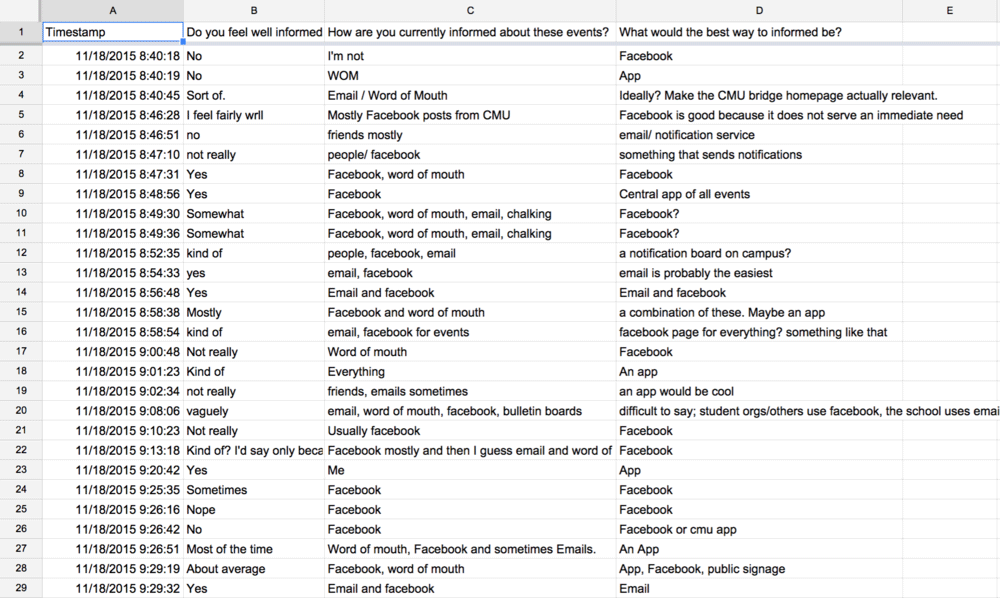 A B C D E
1 Timestamp Do you feel well informed How are you currently informed about these events? What would the best way to informed be?
2 11/18/2015 8:40:18 No I'm not Facebook
3 11/18/2015 8:40:19 No WOM App
4 11/18/2015 8:40:45 Sort of. Email / Word of Mouth Ideally? Make the CMU bridge homepage actually relevant.
5 11/18/2015 8:46:28 I feel fairly wrll Mostly Facebook posts from CMU Facebook is good because it does not serve an immediate need
6 11/18/2015 8:46:51 no friends mostly email/ notification service
7 11/18/2015 8:47:10 not really people/ facebook something that sends notifications
8 11/18/2015 8:47:31 Yes Facebook, word of mouth Facebook
9 11/18/2015 8:48:56 Yes Facebook Central app of all events
10 11/18/2015 8:49:30 Somewhat Facebook, word of mouth, email, chalking Facebook?
11 11/18/2015 8:49:36 Somewhat Facebook, word of mouth, email, chalking Facebook?
12 11/18/2015 8:52:35 kind of people, facebook, email a notification board on campus?
13 11/18/2015 8:54:33 yes email, facebook email is probably the easiest
14 11/18/2015 8:56:48 Yes Email and facebook Email and facebook
15 11/18/2015 8:58:38 Mostly Facebook and word of mouth a combination of these. Maybe an app
16 11/18/2015 8:58:54 kind of email, facebook for events facebook page for everything? something like that
17 11/18/2015 9:00:48 Not really Word of mouth Facebook
18 11/18/2015 9:01:23 Kind of Everything An app
19 11/18/2015 9:02:34 not really friends, emails sometimes an app would be cool
20 11/18/2015 9:08:06 vaguely email, word of mouth, facebook, bulletin boards difficult to say; student orgs/others use facebook, the school uses emai
21 11/18/2015 9:10:23 Not really Usually facebook Facebook
22 11/18/2015 9:13:18 Kind of? I'd say only beca Facebook mostly and then I guess email and word of Facebook
23 11/18/2015 9:20:42 Yes Me App
24 11/18/2015 9:25:35 Sometimes Facebook Facebook
25 11/18/2015 9:26:16 Nope Facebook Facebook
26 11/18/2015 9:26:42 No Facebook Facebook or cmu app
27 11/18/2015 9:26:51 Most of the time Word of mouth, Facebook and sometimes Emails. An App
28 11/18/2015 9:29:19 About average Facebook, word of mouth App, Facebook, public signage
29 11/18/2015 9:29:32 Yes Email and facebook Email